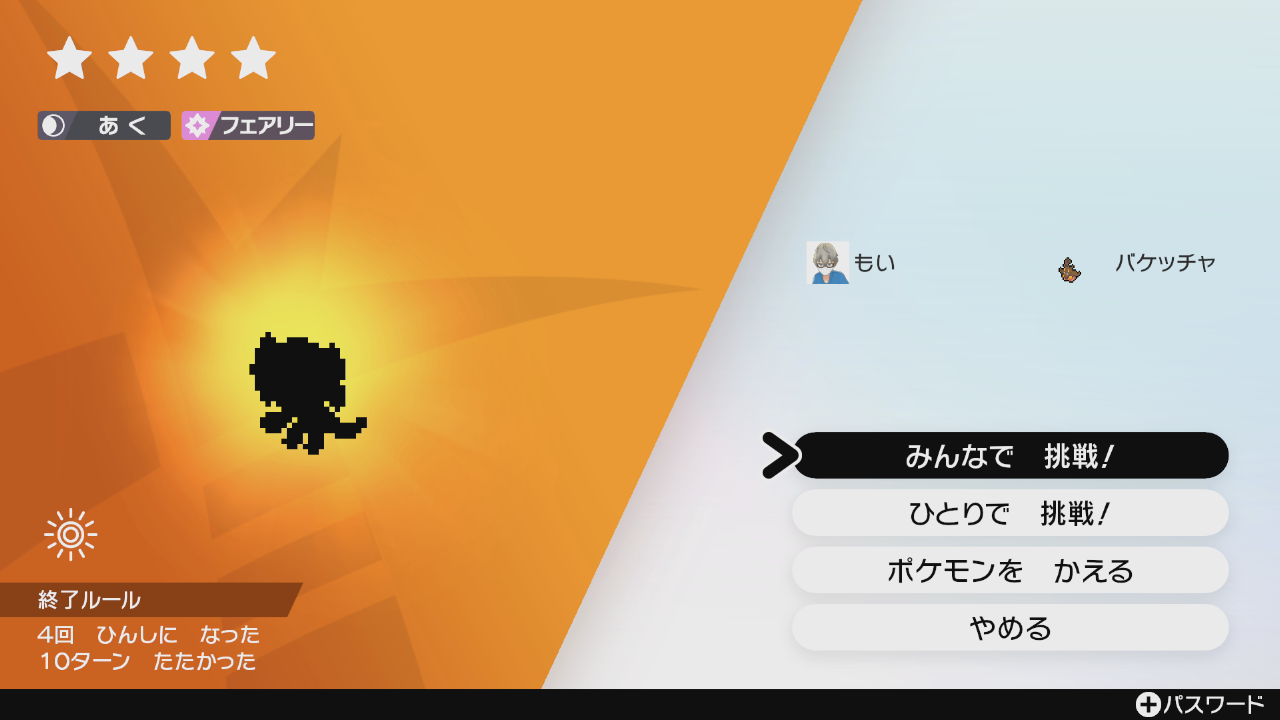 あく
フェアリー
もい
バケッチャ
みんなで 挑戦!
ひとりで 挑戦!
ポケモンを かえる
やめる
終了ルール
4回 ひんしに なった
10ターン たたかった
パスワード